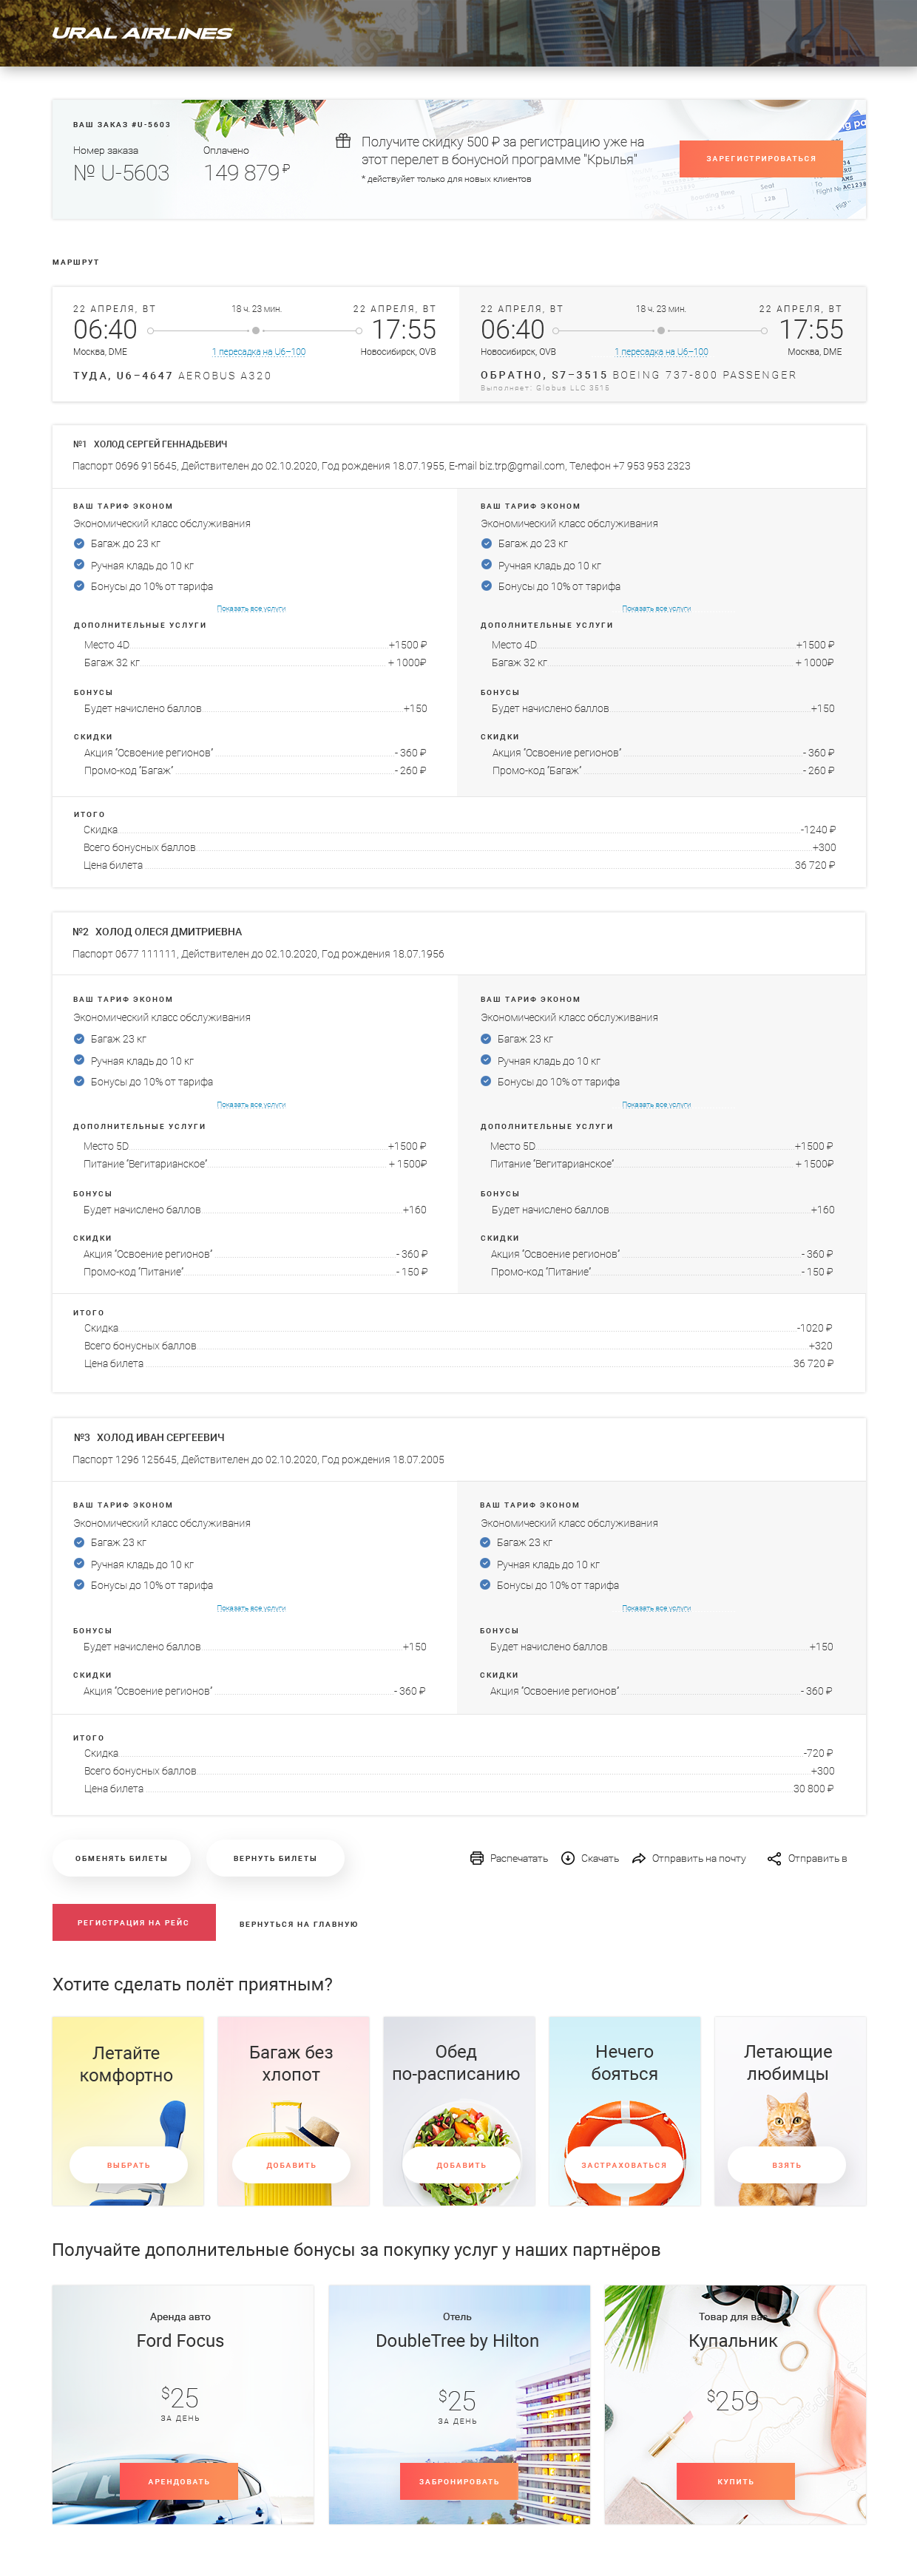 URAL AIRLINES
ВАШ ЗАКАЗ #U-5603
Номер заказа
№ U-5603
Оплачено
149 879 ₽
Получите скидку 500 ₽ за регистрацию уже на
этот перелет в бонусной программе "Крылья"
* действуйет только для новых клиентов
ЗАРЕГИСТРИРОВАТЬСЯ
МАРШРУТ
22 АПРЕЛЯ, ВТ
18 ч. 23 мин.
22 АПРЕЛЯ, ВТ
06:40
17:55
Москва, DME
1 пересадка на U6–100
Новосибирск, OVB
ТУДА, U6–4647 AEROBUS A320
22 АПРЕЛЯ, ВТ
18 ч. 23 мин.
22 АПРЕЛЯ, ВТ
06:40
17:55
Новосибирск, OVB
1 пересадка на U6–100
Москва, DME
ОБРАТНО, S7–3515 BOEING 737-800 PASSENGER
Выполняет: Globus LLC 3515
№1 ХОЛОД СЕРГЕЙ ГЕННАДЬЕВИЧ
Паспорт 0696 915645, Действителен до 02.10.2020, Год рождения 18.07.1955, E-mail biz.trp@gmail.com, Телефон +7 953 953 2323
ВАШ ТАРИФ ЭКОНОМ
Экономический класс обслуживания
Багаж до 23 кг
Ручная кладь до 10 кг
Бонусы до 10% от тарифа
Показать все услуги
ДОПОЛНИТЕЛЬНЫЕ УСЛУГИ
Место 4D +1500 ₽
Багаж 32 кг + 1000₽
БОНУСЫ
Будет начислено баллов +150
СКИДКИ
Акция "Освоение регионов" - 360 ₽
Промо-код "Багаж" - 260 ₽
ВАШ ТАРИФ ЭКОНОМ
Экономический класс обслуживания
Багаж до 23 кг
Ручная кладь до 10 кг
Бонусы до 10% от тарифа
Показать все услуги
ДОПОЛНИТЕЛЬНЫЕ УСЛУГИ
Место 4D +1500 ₽
Багаж 32 кг + 1000₽
БОНУСЫ
Будет начислено баллов +150
СКИДКИ
Акция "Освоение регионов" - 360 ₽
Промо-код "Багаж" - 260 ₽
ИТОГО
Скидка -1240 ₽
Всего бонусных баллов +300
Цена билета 36 720 ₽
№2 ХОЛОД ОЛЕСЯ ДМИТРИЕВНА
Паспорт 0677 111111, Действителен до 02.10.2020, Год рождения 18.07.1956
ВАШ ТАРИФ ЭКОНОМ
Экономический класс обслуживания
Багаж 23 кг
Ручная кладь до 10 кг
Бонусы до 10% от тарифа
Показать все услуги
ДОПОЛНИТЕЛЬНЫЕ УСЛУГИ
Место 5D +1500 ₽
Питание "Вегитарианское" + 1500₽
БОНУСЫ
Будет начислено баллов +160
СКИДКИ
Акция "Освоение регионов" - 360 ₽
Промо-код "Питание" - 150 ₽
ВАШ ТАРИФ ЭКОНОМ
Экономический класс обслуживания
Багаж 23 кг
Ручная кладь до 10 кг
Бонусы до 10% от тарифа
Показать все услуги
ДОПОЛНИТЕЛЬНЫЕ УСЛУГИ
Место 5D +1500 ₽
Питание "Вегитарианское" + 1500₽
БОНУСЫ
Будет начислено баллов +160
СКИДКИ
Акция "Освоение регионов" - 360 ₽
Промо-код "Питание" - 150 ₽
ИТОГО
Скидка -1020 ₽
Всего бонусных баллов +320
Цена билета 36 720 ₽
№3 ХОЛОД ИВАН СЕРГЕЕВИЧ
Паспорт 1296 125645, Действителен до 02.10.2020, Год рождения 18.07.2005
ВАШ ТАРИФ ЭКОНОМ
Экономический класс обслуживания
Багаж 23 кг
Ручная кладь до 10 кг
Бонусы до 10% от тарифа
Показать все услуги
БОНУСЫ
Будет начислено баллов +150
СКИДКИ
Акция "Освоение регионов" - 360 ₽
ВАШ ТАРИФ ЭКОНОМ
Экономический класс обслуживания
Багаж 23 кг
Ручная кладь до 10 кг
Бонусы до 10% от тарифа
Показать все услуги
БОНУСЫ
Будет начислено баллов +150
СКИДКИ
Акция "Освоение регионов" - 360 ₽
ИТОГО
Скидка -720 ₽
Всего бонусных баллов +300
Цена билета 30 800 ₽
ОБМЕНЯТЬ БИЛЕТЫ
ВЕРНУТЬ БИЛЕТЫ
Распечатать
Скачать
Отправить на почту
Отправить в
РЕГИСТРАЦИЯ НА РЕЙС
ВЕРНУТЬСЯ НА ГЛАВНУЮ
Хотите сделать полёт приятным?
Летайте
комфортно
ВЫБРАТЬ
Багаж без
хлопот
ДОБАВИТЬ
Обед
по-расписанию
ДОБАВИТЬ
Нечего
бояться
ЗАСТРАХОВАТЬСЯ
Летающие
любимцы
ВЗЯТЬ
Получайте дополнительные бонусы за покупку услуг у наших партнёров
Аренда авто
Ford Focus
$25
ЗА ДЕНЬ
АРЕНДОВАТЬ
Отель
DoubleTree by Hilton
$25
ЗА ДЕНЬ
ЗАБРОНИРОВАТЬ
Товар для вас
Купальник
$259
КУПИТЬ